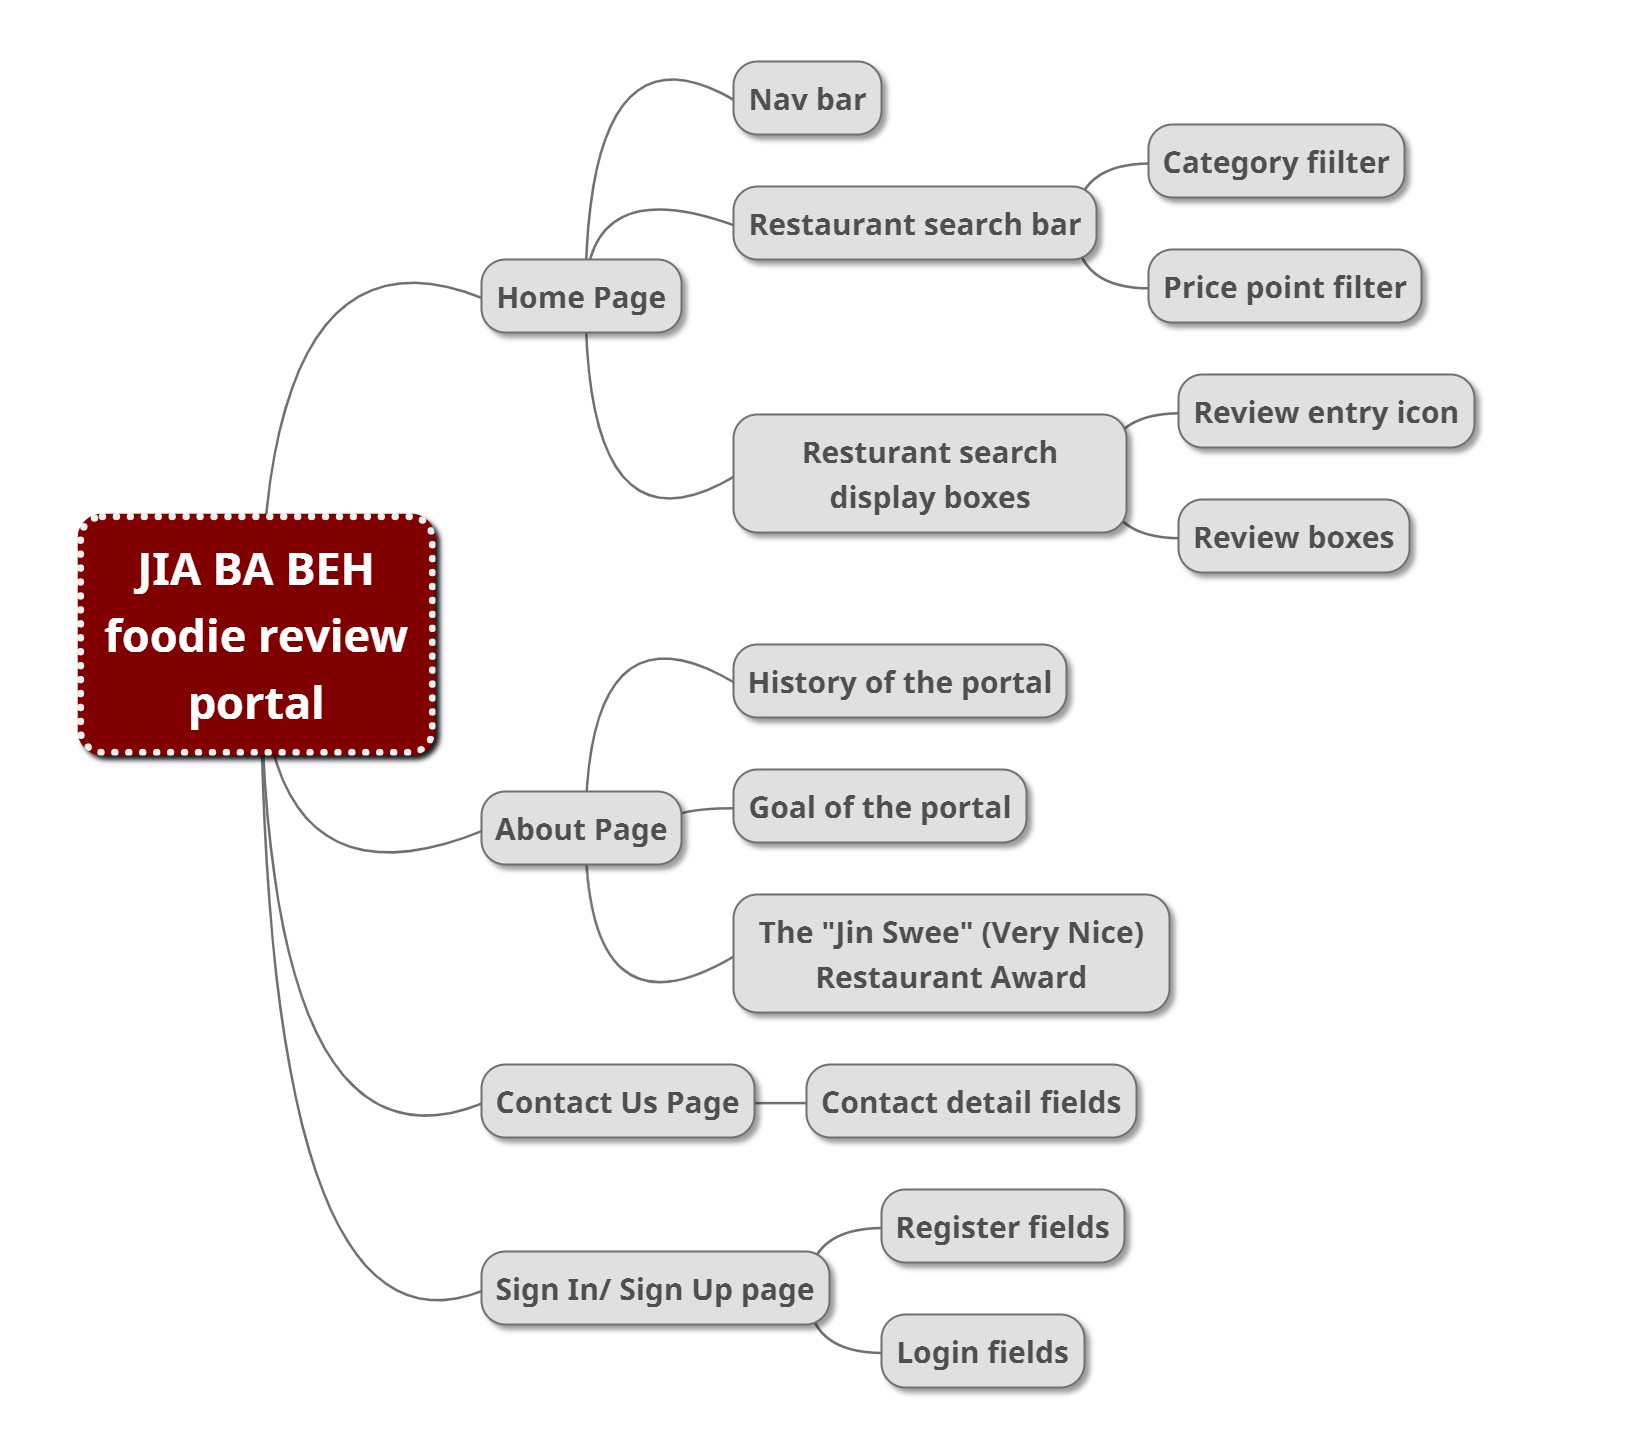 Nav bar
Category fiilter
Restaurant search bar
Price point filter
Home Page
Review entry icon
Resturant search
display boxes
Review boxes
JIA BA BEH
foodie review
portal
History of the portal
Goal of the portal
About Page
The "Jin Swee" (Very Nice)
Restaurant Award
Contact Us Page
Contact detail fields
Register fields
Sign In/ Sign Up page
Login fields